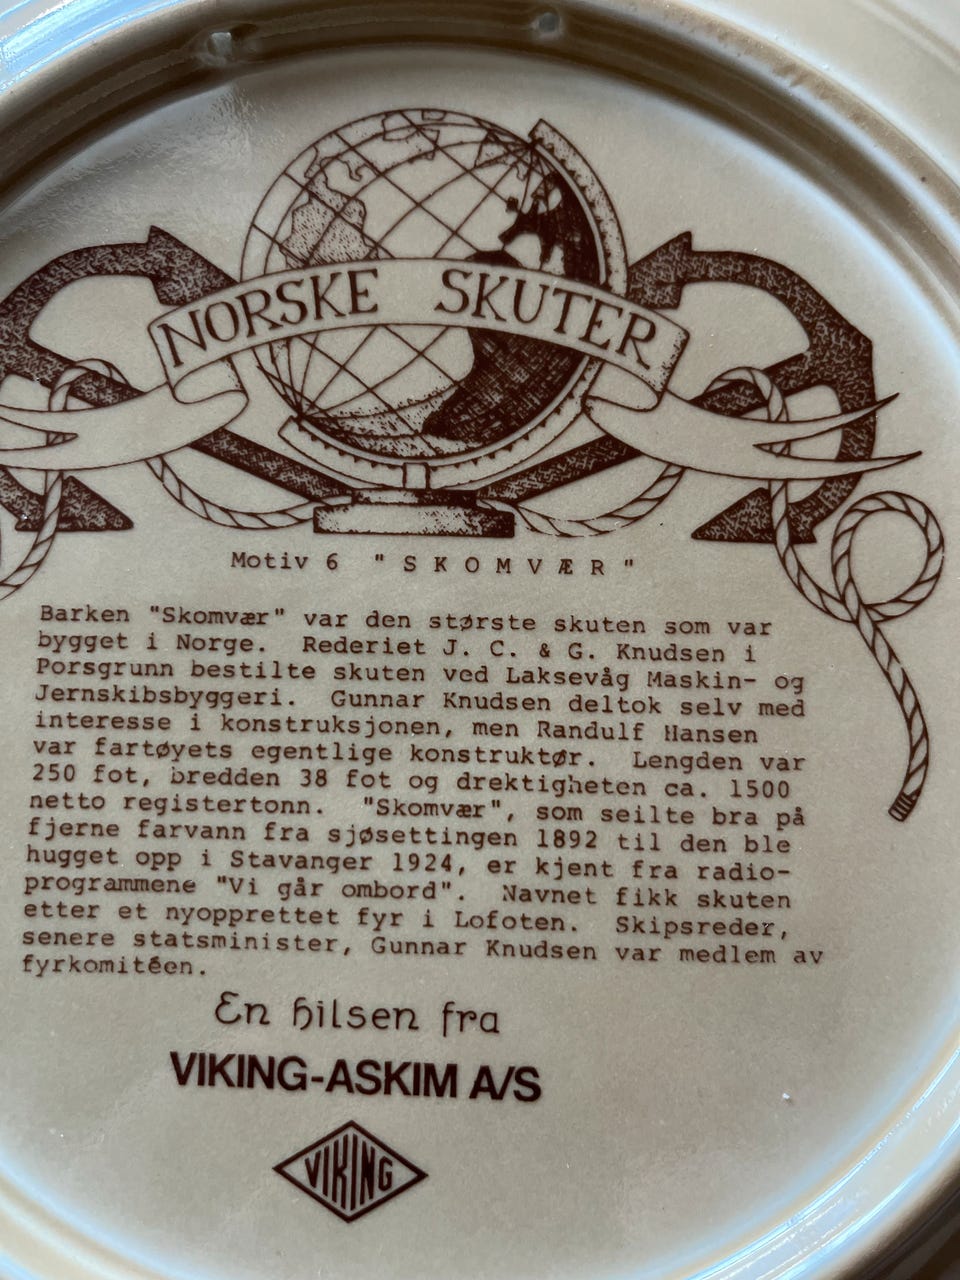 NORSKE SKUTER
Motiv 6 "SKOMVÆR"
Barken "Skomvær" var den største skuten som var
bygget i Norge. Rederiet J. C. & G. Knudsen i
Porsgrunn bestilte skuten ved Laksevåg Maskin- og
Jernskibsbyggeri. Gunnar Knudsen deltok selv med
interesse i konstruksjonen, men Randulf Hansen
var fartøyets egentlige konstruktør. Lengden var
250 fot, bredden 38 fot og drektigheten ca. 1500
netto registertonn. "Skomvær", som seilte bra på
fjerne farvann fra sjøsettingen 1892 til den ble
hugget opp i Stavanger 1924, er kjent fra radio-
programmene "Vi går ombord". Navnet fikk skuten
etter et nyopprettet fyr i Lofoten. Skipsreder,
senere statsminister, Gunnar Knudsen var medlem av
fyrkomitéen.
En hilsen fra
VIKING-ASKIM A/S
VIKING